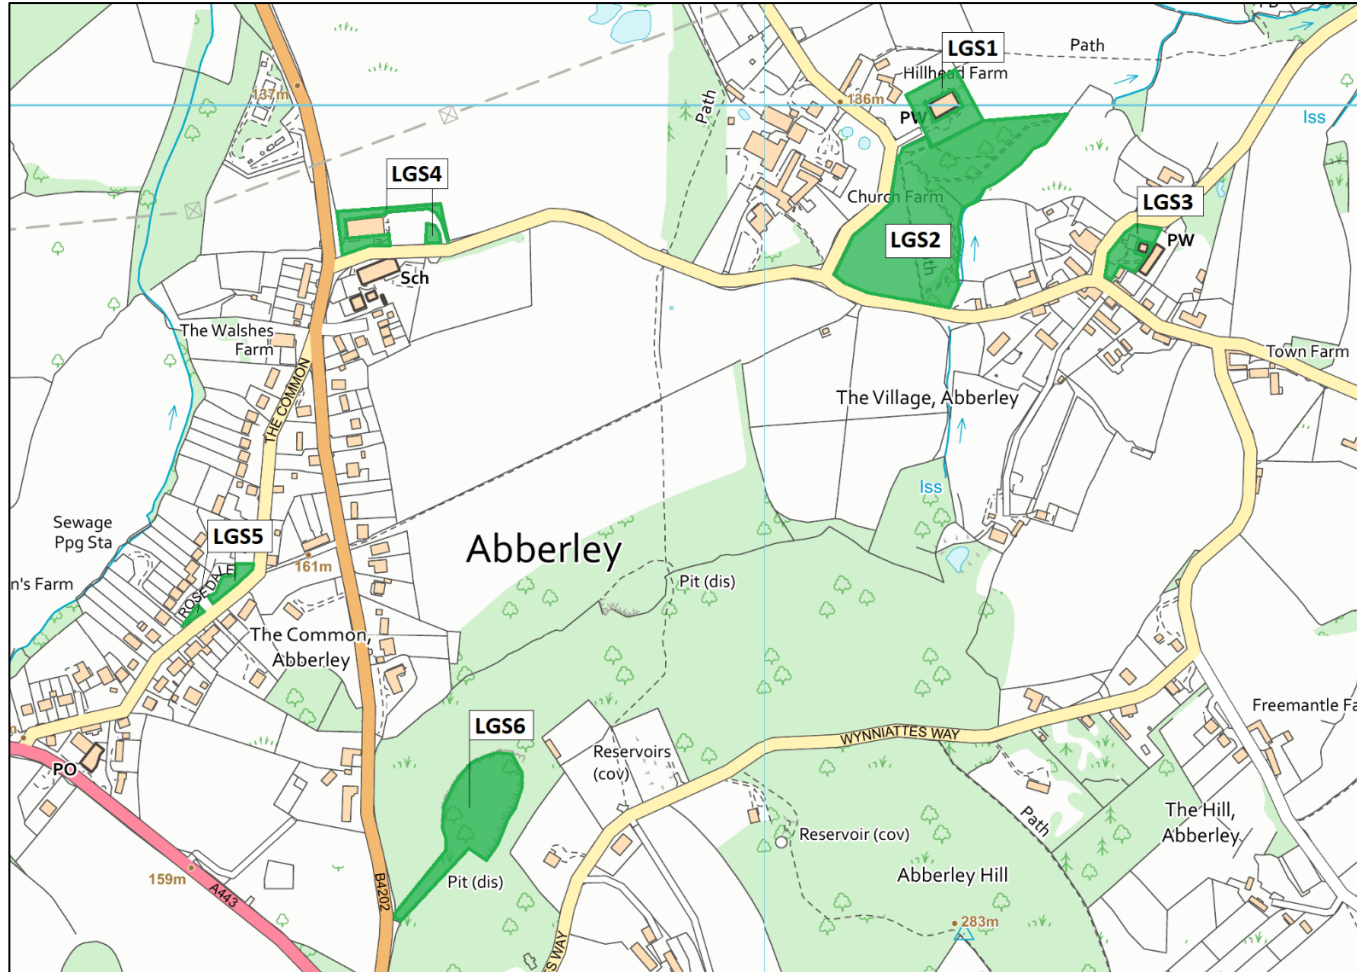 LGS1
Path
Hillhead Farm
137m
136m
PW
Path
Iss
LGS4
Church Farm
LGS3
LGS2
PW
Sch
The Walshes
Farm
Town Farm
THE COMMON
The Village, Abberley
Iss
Sewage
Ppg Sta
LGS5
Abberley
161m
n's Farm
ROSEDALE
Pit (dis)
The Common,
Abberley
LGS6
Freemantle Fa
WYNNIATTES WAY
Reservoirs
(cov)
PO
Path
The Hill,
Abberley
Reservoir (cov)
159m
A443
B4202
Pit (dis)
Abberley Hill
283m
WYNNIATTES WAY